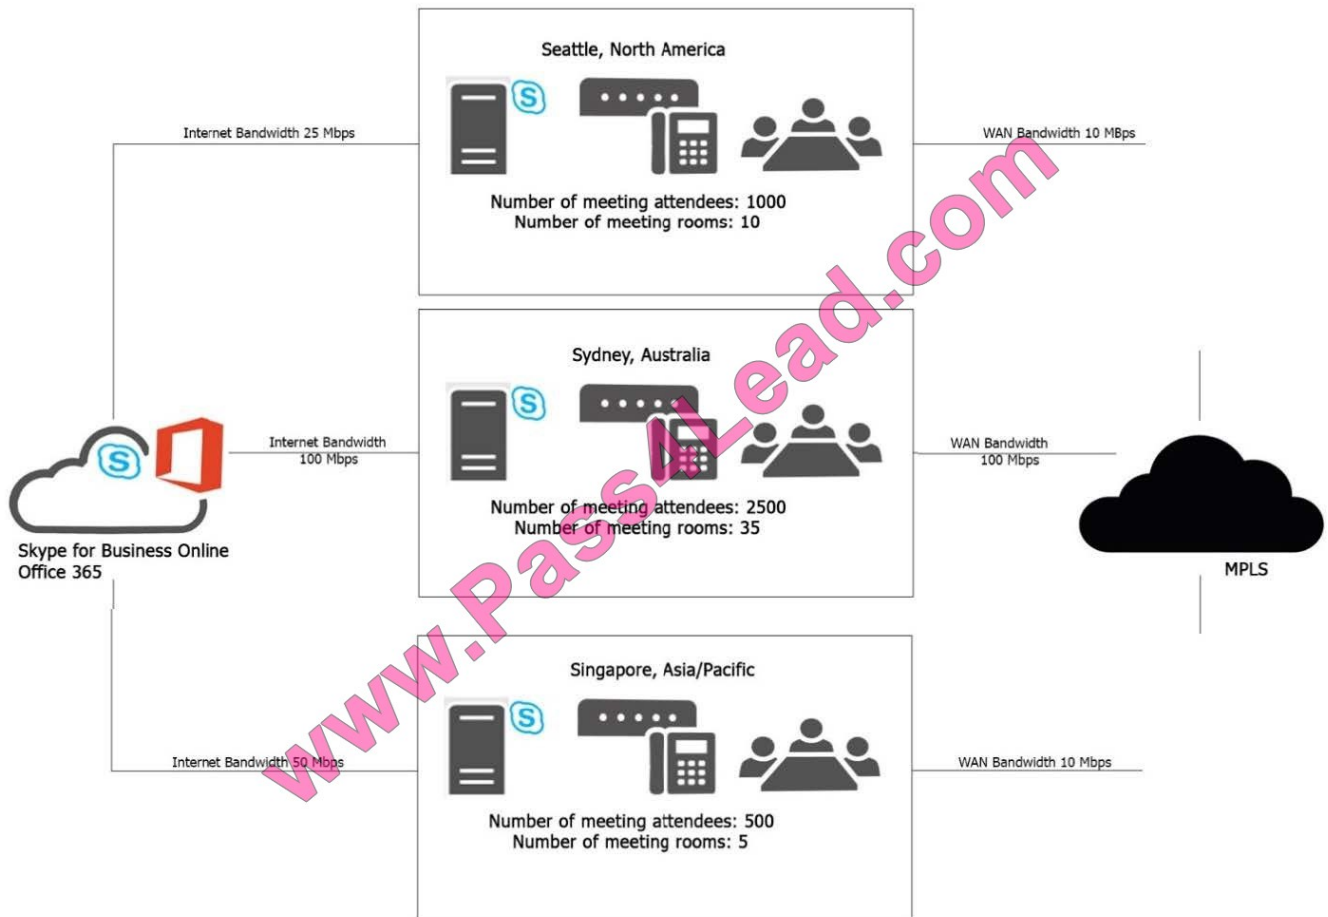 Seattle, North America
Internet Bandwidth 25 Mbps
WAN Bandwidth 10 MBps
Number of meeting attendees: 1000
Number of meeting rooms: 10
Sydney, Australia
Internet Bandwidth
100 Mbps
WAN Bandwidth
100 Mbps
Number of meeting attendees: 2500
Number of meeting rooms: 35
Skype for Business Online
Office 365
MPLS
Singapore, Asia/Pacific
Internet Bandwidth 50 Mbps
WAN Bandwidth 10 Mbps
Number of meeting attendees: 500
Number of meeting rooms: 5
www.Pass4Lead.com
S
S
S
S